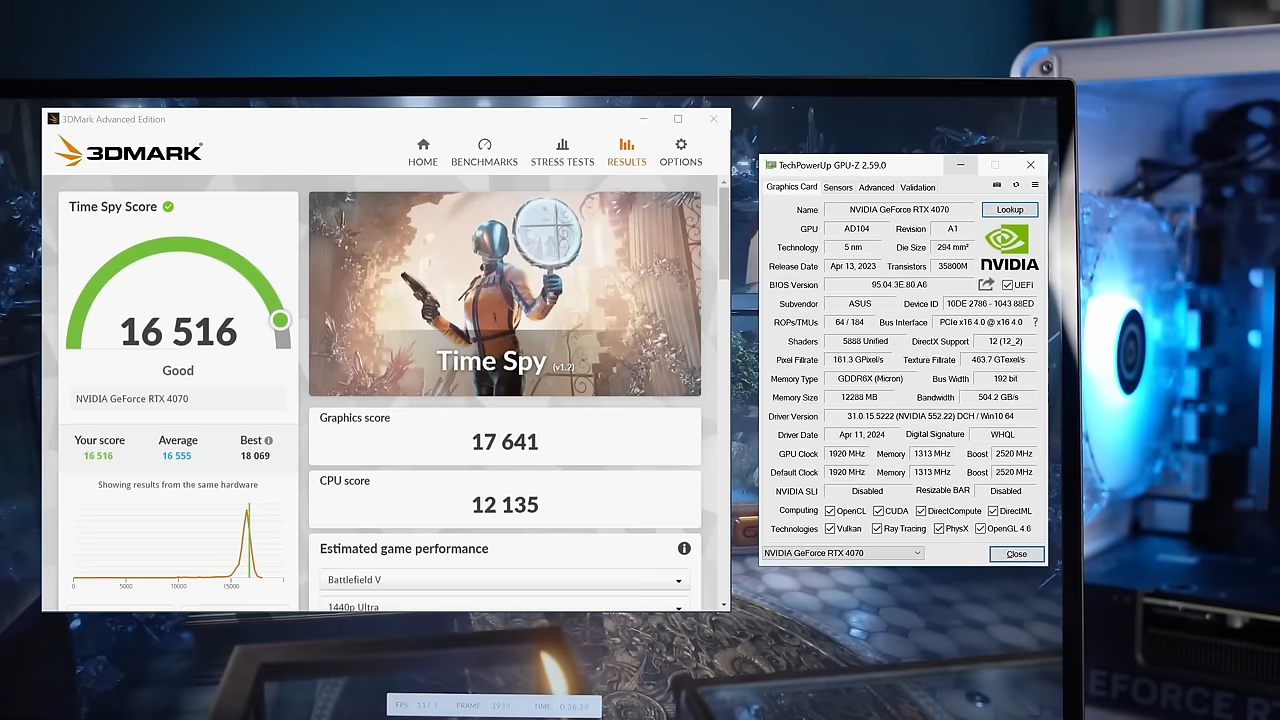 3DMark Advanced Edition
3DMARK
HOME BENCHMARKS STRESS TESTS RESULTS OPTIONS
Time Spy Score
16 516
Good
NVIDIA GeForce RTX 4070
Your score Average Best
16 516 16 555 18 069
Showing results from the same hardware
0 5000 10000 15000
Time Spy (v1.2)
Graphics score
17 641
CPU score
12 135
Estimated game performance
Battlefield V
1440p Ultra
TechPowerUp GPU-Z 2.59.0
Graphics Card Sensors Advanced Validation
Name NVIDIA GeForce RTX 4070 Lookup
GPU AD104 Revision A1
Technology 5 nm Die Size 294 mm²
NVIDIA
Release Date Apr 13, 2023 Transistors 35800M
BIOS Version 95.04.3E.80.A6 UEFI
Subvendor ASUS Device ID 10DE 2786 - 1043 88ED
ROPs/TMUs 64 / 184 Bus Interface PCIe x16 4.0 @ x16 4.0 ?
Shaders 5888 Unified DirectX Support 12 (12_2)
Pixel Fillrate 161.3 GPixel/s Texture Fillrate 463.7 GTexel/s
Memory Type GDDR6X (Micron) Bus Width 192 bit
Memory Size 12288 MB Bandwidth 504.2 GB/s
Driver Version 31.0.15.5222 (NVIDIA 552.22) DCH / Win10 64
Driver Date Apr 11, 2024 Digital Signature WHQL
GPU Clock 1920 MHz Memory 1313 MHz Boost 2520 MHz
Default Clock 1920 MHz Memory 1313 MHz Boost 2520 MHz
NVIDIA SLI Disabled Resizable BAR Disabled
Computing OpenCL CUDA DirectCompute DirectML
Technologies Vulkan Ray Tracing PhysX OpenGL 4.6
NVIDIA GeForce RTX 4070 Close
FPS FRAME TIME
EFORCE RT